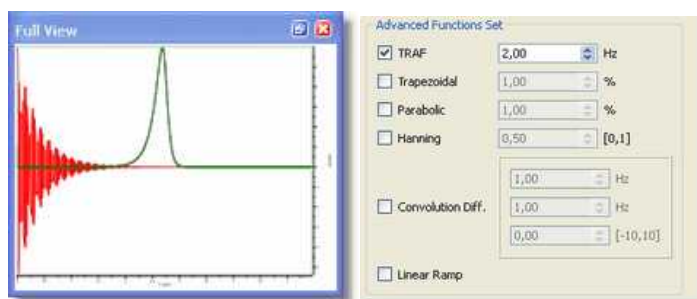 Full View
Advanced Functions Set
TRAF 2,00 Hz
Trapezoidal 1,00 %
Parabolic 1,00 %
Hanning 0,50 [0,1]
1,00 Hz
Convolution Diff. 1,00 Hz
0,00 [-10,10]
Linear Ramp